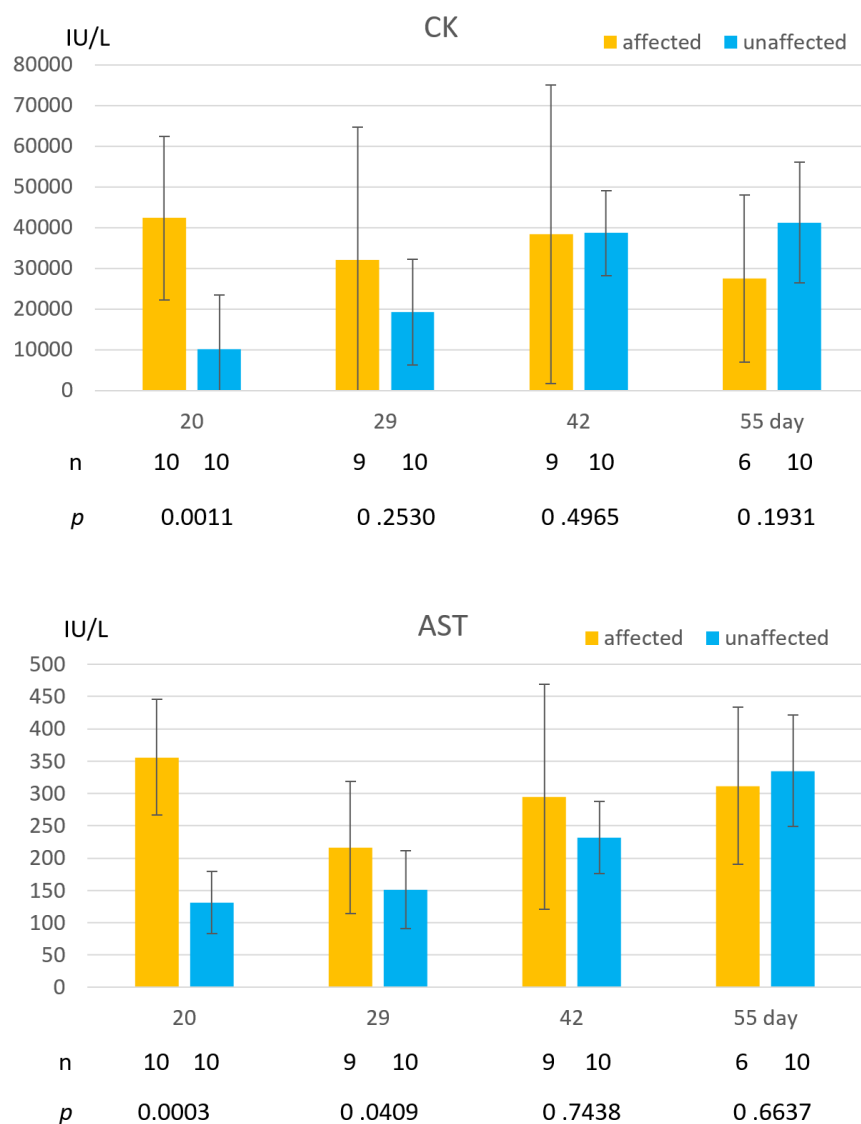 CK
IU/L
affected unaffected
80000
70000
60000
50000
40000
30000
20000
10000
0
20 29 42 55 day
n 10 10 9 10 9 10 6 10
p 0.0011 0 .2530 0 .4965 0 .1931
AST
IU/L
affected unaffected
500
450
400
350
300
250
200
150
100
50
0
20 29 42 55 day
n 10 10 9 10 9 10 6 10
p 0.0003 0 .0409 0 .7438 0 .6637